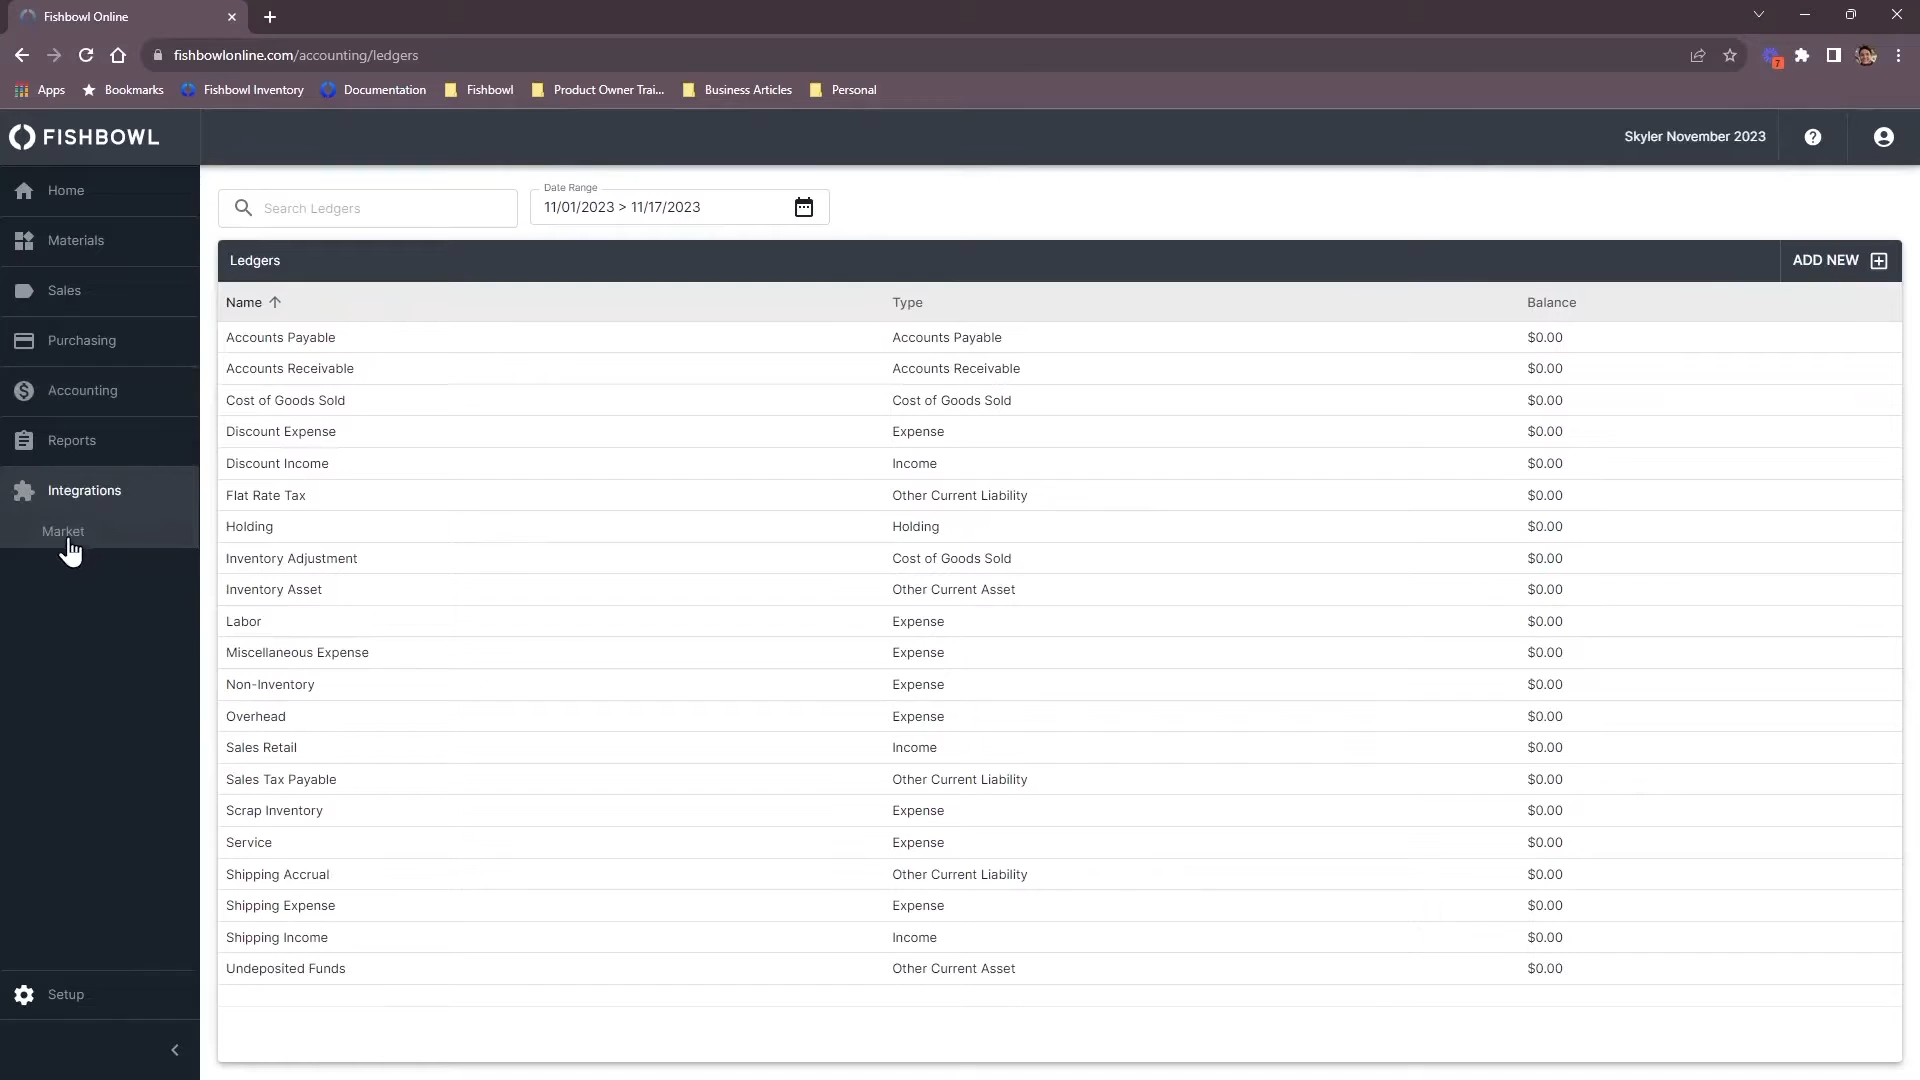 Fishbowl Online
fishbowlonline.com/accounting/ledgers
7
Apps Bookmarks Fishbowl Inventory Documentation Fishbowl Product Owner Trai... Business Articles Personal
FISHBOWL
Skyler November 2023
Home
Materials
Sales
Purchasing
Accounting
Reports
Integrations
Market
Setup
Search Ledgers
Date Range
11/01/2023 > 11/17/2023
Ledgers ADD NEW
Name Type Balance
Accounts Payable Accounts Payable $0.00
Accounts Receivable Accounts Receivable $0.00
Cost of Goods Sold Cost of Goods Sold $0.00
Discount Expense Expense $0.00
Discount Income Income $0.00
Flat Rate Tax Other Current Liability $0.00
Holding Holding $0.00
Inventory Adjustment Cost of Goods Sold $0.00
Inventory Asset Other Current Asset $0.00
Labor Expense $0.00
Miscellaneous Expense Expense $0.00
Non-Inventory Expense $0.00
Overhead Expense $0.00
Sales Retail Income $0.00
Sales Tax Payable Other Current Liability $0.00
Scrap Inventory Expense $0.00
Service Expense $0.00
Shipping Accrual Other Current Liability $0.00
Shipping Expense Expense $0.00
Shipping Income Income $0.00
Undeposited Funds Other Current Asset $0.00